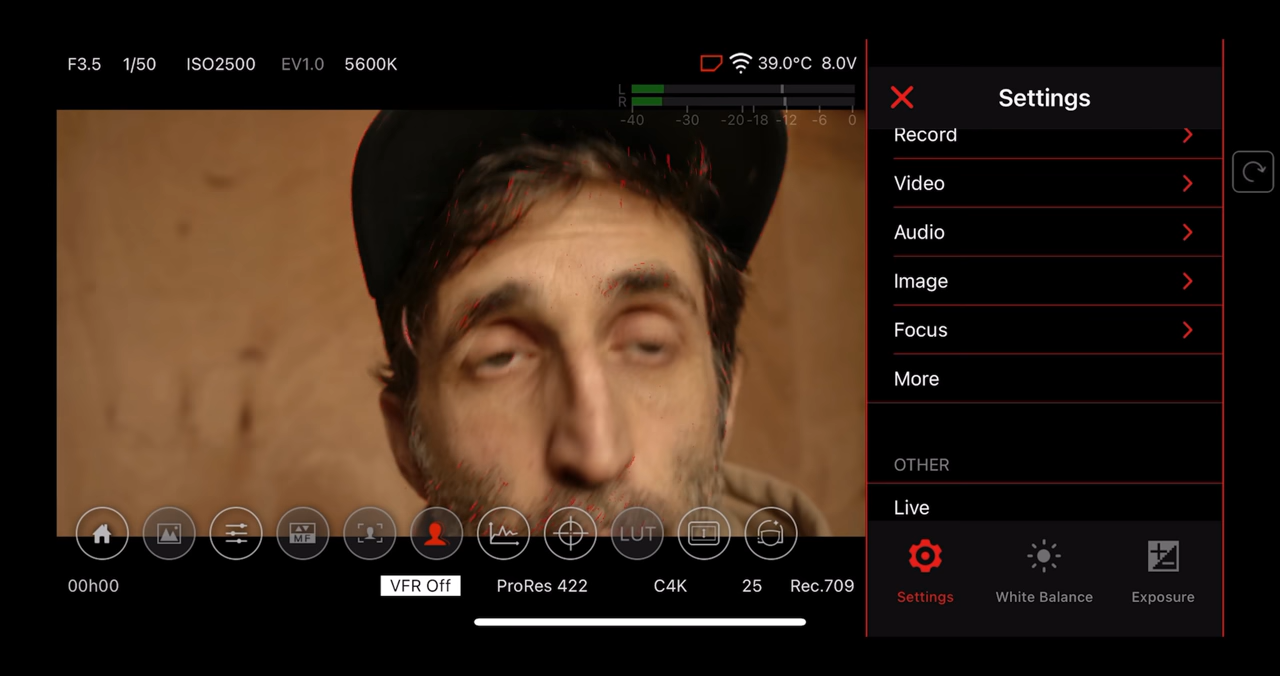 F3.5 1/50 ISO2500 EV1.0 5600K 39.0°C 8.0V
L
R
-40 -30 -20 -18 -12 -6 0
Settings
Record
Video
Audio
Image
Focus
More
OTHER
Live
MF
LUT
00h00 VFR Off ProRes 422 C4K 25 Rec.709
Settings White Balance Exposure